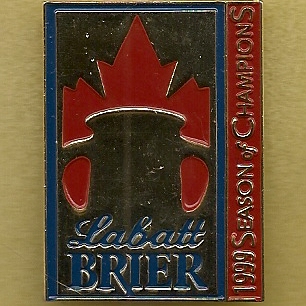 Labatt
BRIER
1999 SEASON of CHAMPIONS